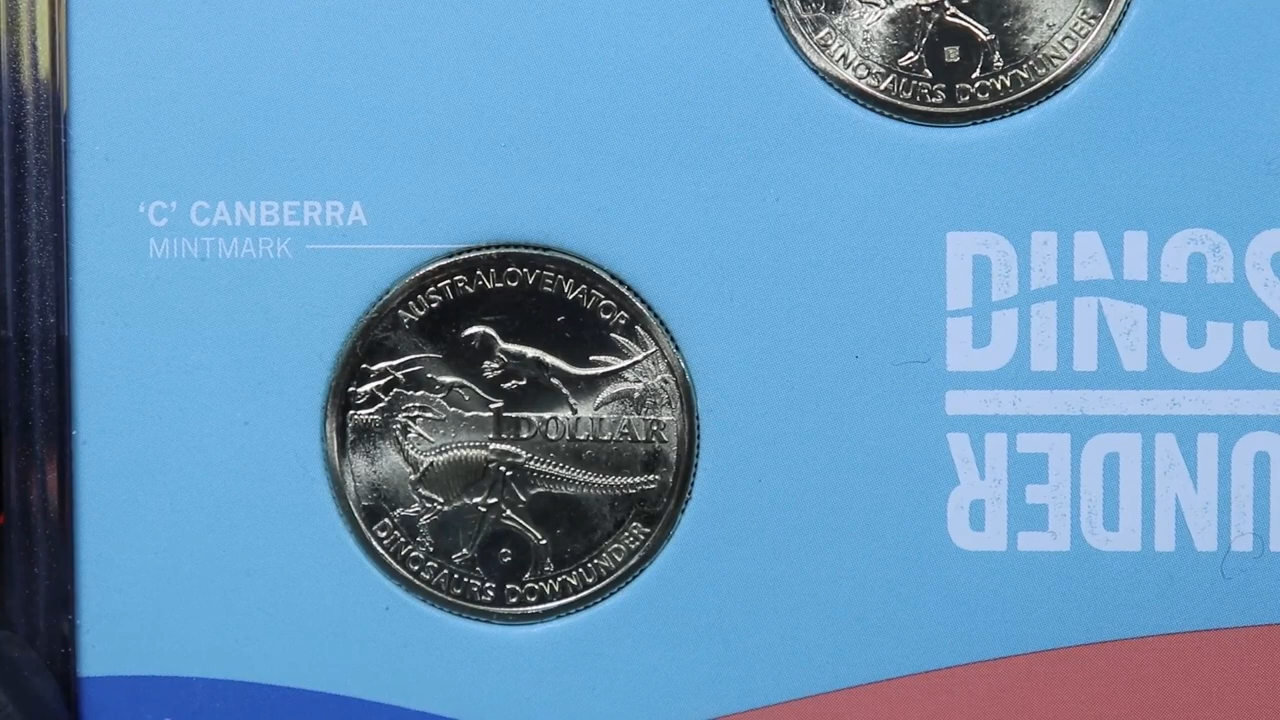 DINOSAURS DOWNUNDER
'C' CANBERRA
MINTMARK
AUSTRALOVENATOR
1 DOLLAR
C
DINOSAURS DOWNUNDER
DINOS
UNDER